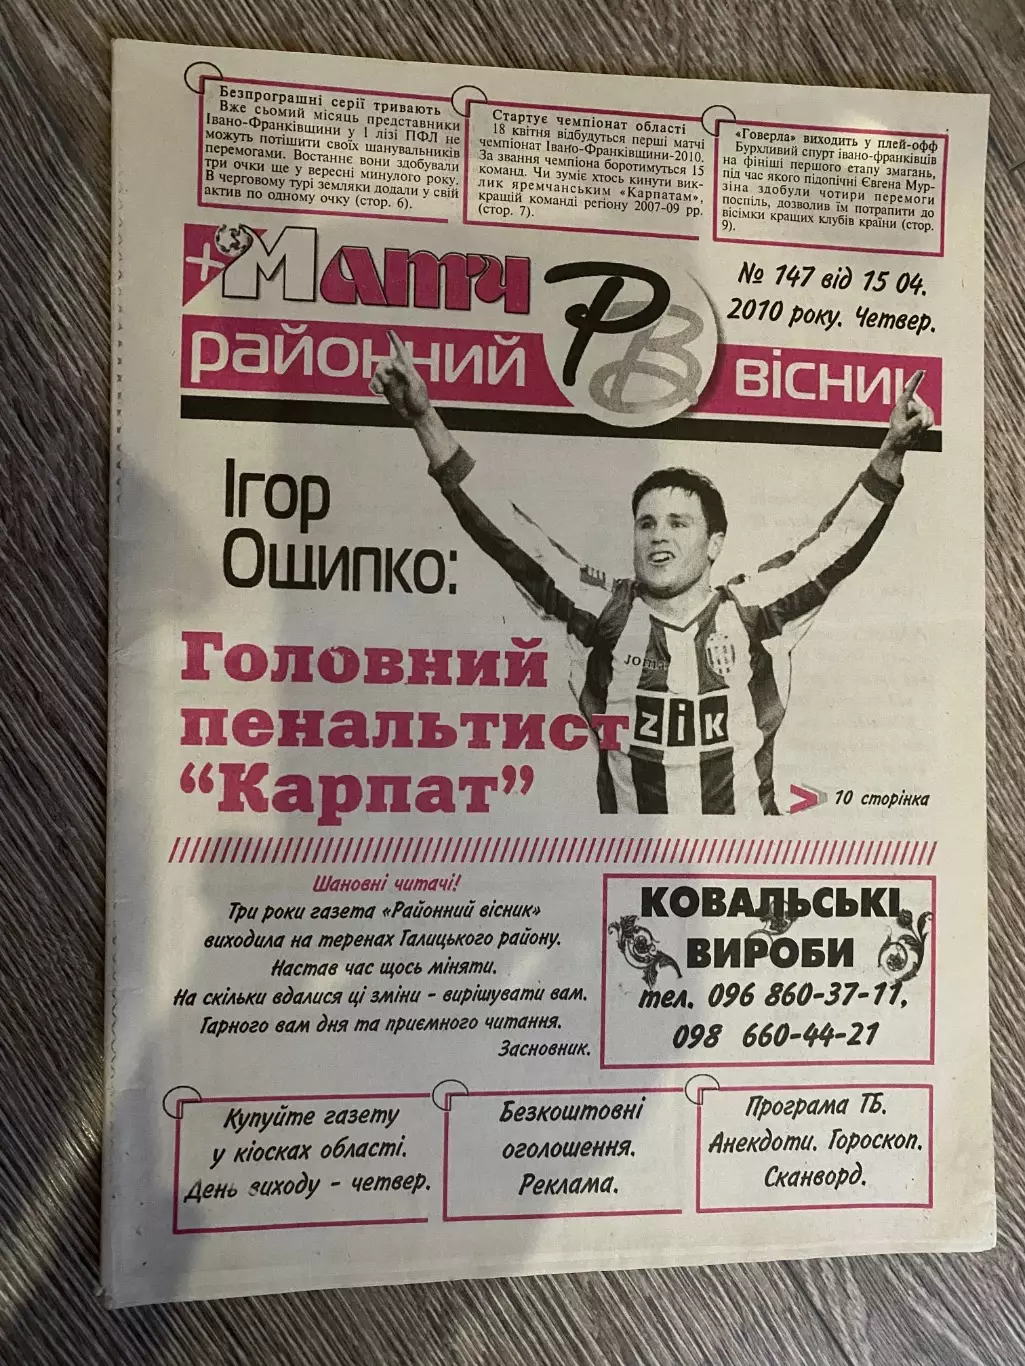 Безпрограшні серії тривають
Вже сьомий місяць представники
Івано-Франківщини у 1 лізі ПФЛ не
можуть потішити своїх шанувальників
перемогами. Востаннє вони здобували
три очки ще у вересні минулого року.
В черговому турі земляки додали у свій
актив по одному очку (стор. 6).
Стартує чемпіонат області
18 квітня відбудуться перші матчі
чемпіонат Івано-Франківщини-2010.
За звання чемпіона боротимуться 15
команд. Чи зуміє хтось кинути вик-
лик яремчанським «Карпатам»,
кращій команді регіону 2007-09 рр.
(стор. 7).
«Говерла» виходить у плей-офф
Бурхливий спурт івано-франківців
на фініші першого етапу змагань,
під час якого підопічні Євгена Мур-
зіна здобули чотири перемоги
поспіль, дозволив їм потрапити до
вісімки кращих клубів країни (стор.
9).
+Матч
районний РВ вісник
№ 147 від 15 04.
2010 року. Четвер.
Ігор
Ощипко:
Головний
пенальтист
“Карпат”
joma
zik
10 сторінка
Шановні читачі!
Три роки газета «Районний вісник»
виходила на теренах Галицького району.
Настав час щось міняти.
На скільки вдалися ці зміни - вирішувати вам.
Гарного вам дня та приємного читання.
Засновник.
КОВАЛЬСЬКІ
ВИРОБИ
тел. 096 860-37-11,
098 660-44-21
Купуйте газету
у кіосках області.
День виходу - четвер.
Безкоштовні
оголошення.
Реклама.
Програма ТБ.
Анекдоти. Гороскоп.
Сканворд.